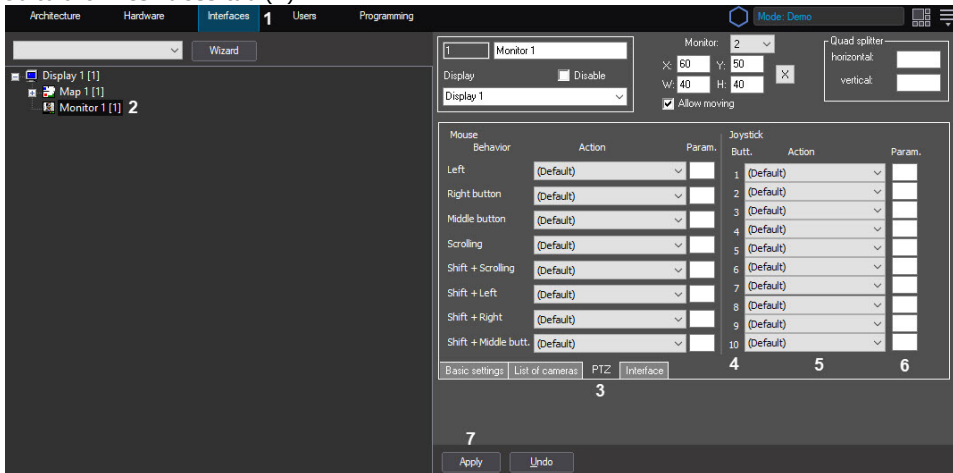 Architecture Hardware Interfaces 1 Users Programming Mode: Demo
Wizard
Display 1 [1]
Map 1 [1]
Monitor 1 [1] 2
1 Monitor 1
Display Disable
Display 1
Monitor: 2
X: 60 Y: 50
W: 40 H: 40
X
Allow moving
Quad splitter
horizontal:
vertical:
Mouse
Behavior Action Param.
Left (Default)
Right button (Default)
Middle button (Default)
Scrolling (Default)
Shift + Scrolling (Default)
Shift + Left (Default)
Shift + Right (Default)
Shift + Middle butt. (Default)
Joystick
Butt. Action Param.
1 (Default)
2 (Default)
3 (Default)
4 (Default)
5 (Default)
6 (Default)
7 (Default)
8 (Default)
9 (Default)
10 (Default)
4 5 6
Basic settings List of cameras PTZ Interface
3
7
Apply Undo